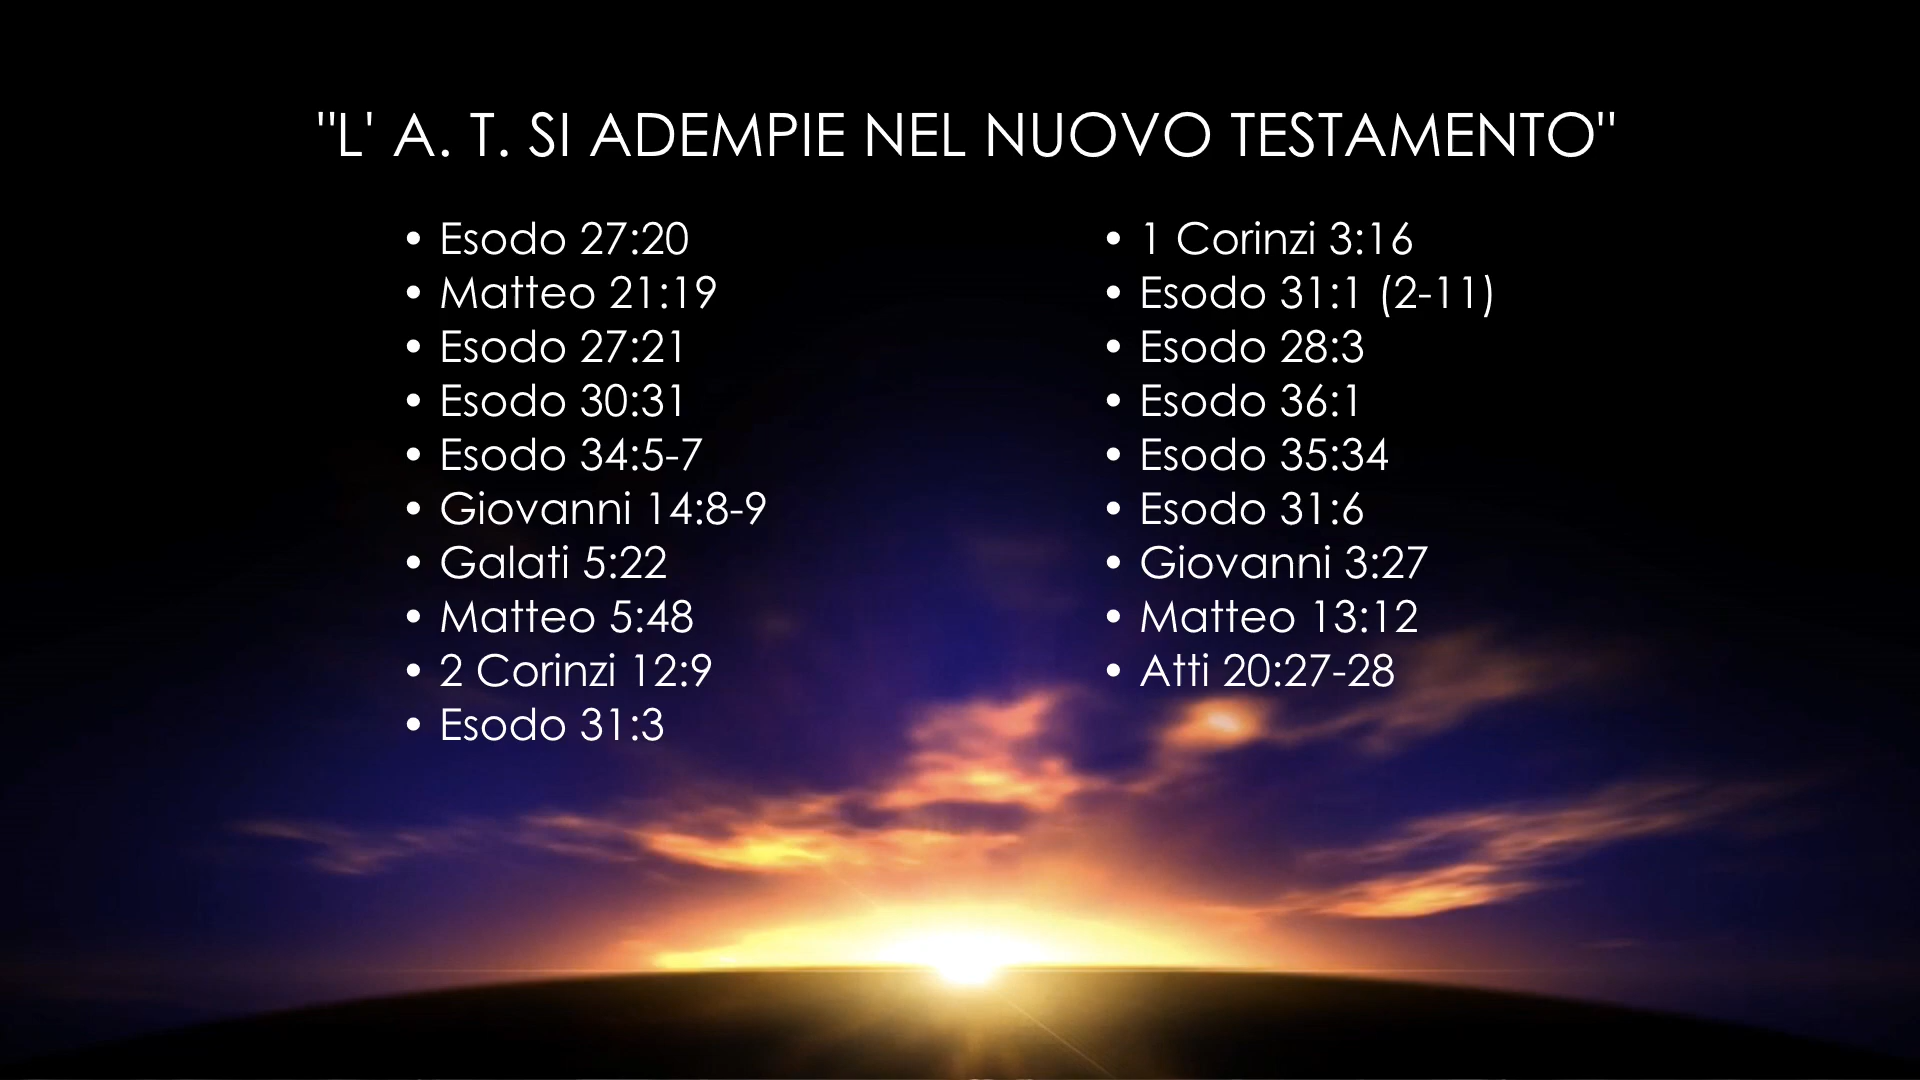 "L' A. T. SI ADEMPIE NEL NUOVO TESTAMENTO"
• Esodo 27:20
• Matteo 21:19
• Esodo 27:21
• Esodo 30:31
• Esodo 34:5-7
• Giovanni 14:8-9
• Galati 5:22
• Matteo 5:48
• 2 Corinzi 12:9
• Esodo 31:3
• 1 Corinzi 3:16
• Esodo 31:1 (2-11)
• Esodo 28:3
• Esodo 36:1
• Esodo 35:34
• Esodo 31:6
• Giovanni 3:27
• Matteo 13:12
• Atti 20:27-28